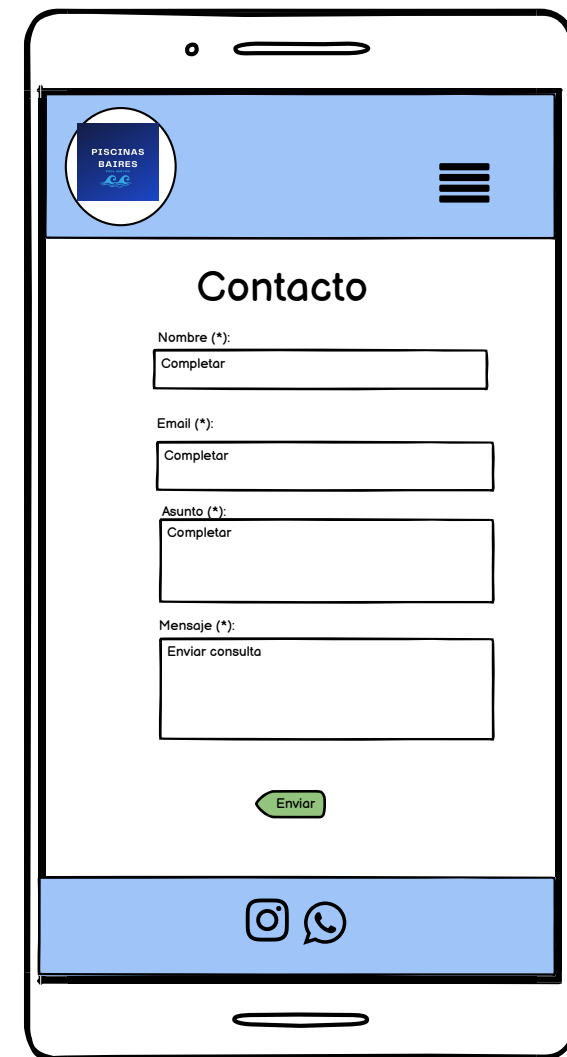 PISCINAS
BAIRES
Contacto
Nombre (*):
Completar
Email (*):
Completar
Asunto (*):
Completar
Mensaje (*):
Enviar consulta
Enviar